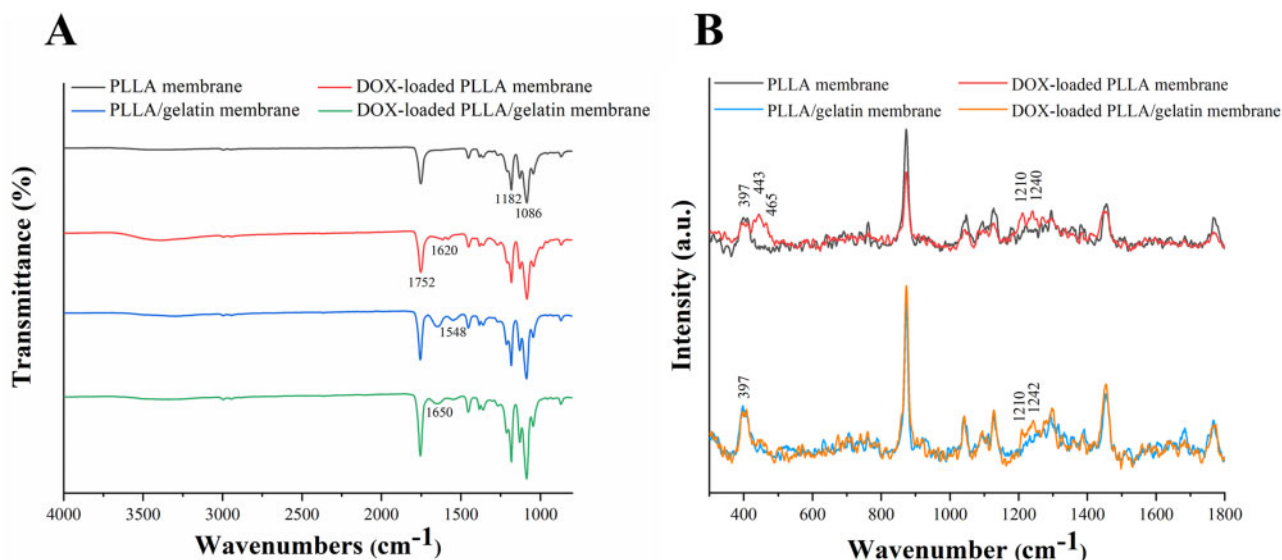 A
PLLA membrane
DOX-loaded PLLA membrane
PLLA/gelatin membrane
DOX-loaded PLLA/gelatin membrane
Transmittance (%)
1182
1086
1620
1752
1548
1650
4000
3500
3000
2500
2000
1500
1000
Wavenumbers (cm-1)
B
PLLA membrane
DOX-loaded PLLA membrane
PLLA/gelatin membrane
DOX-loaded PLLA/gelatin membrane
Intensity (a.u.)
397
443
465
1210
1240
397
1210
1242
400
600
800
1000
1200
1400
1600
1800
Wavenumber (cm-1)